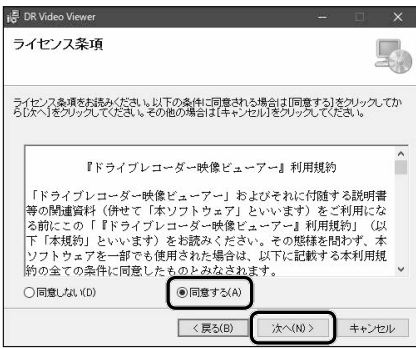 DR Video Viewer
ライセンス条項
ライセンス条項をお読みください。以下の条件に同意される場合は[同意する]をクリックしてか
ら[次へ]をクリックしてください。その他の場合は[キャンセル]をクリックしてください。
『ドライブレコーダー映像ビューアー』利用規約
「ドライブレコーダー映像ビューアー」およびそれに付随する説明書
等の関連資料（併せて「本ソフトウェア」といいます）をご利用にな
る前にこの「『ドライブレコーダー映像ビューアー』利用規約」（以
下「本規約」といいます）をお読みください。その態様を問わず、本
ソフトウェアを一部でも使用された場合は、以下に記載する本利用規
約の全ての条件に同意したものとみなされます。
同意しない(D) 同意する(A)
< 戻る(B) 次へ(N) > キャンセル